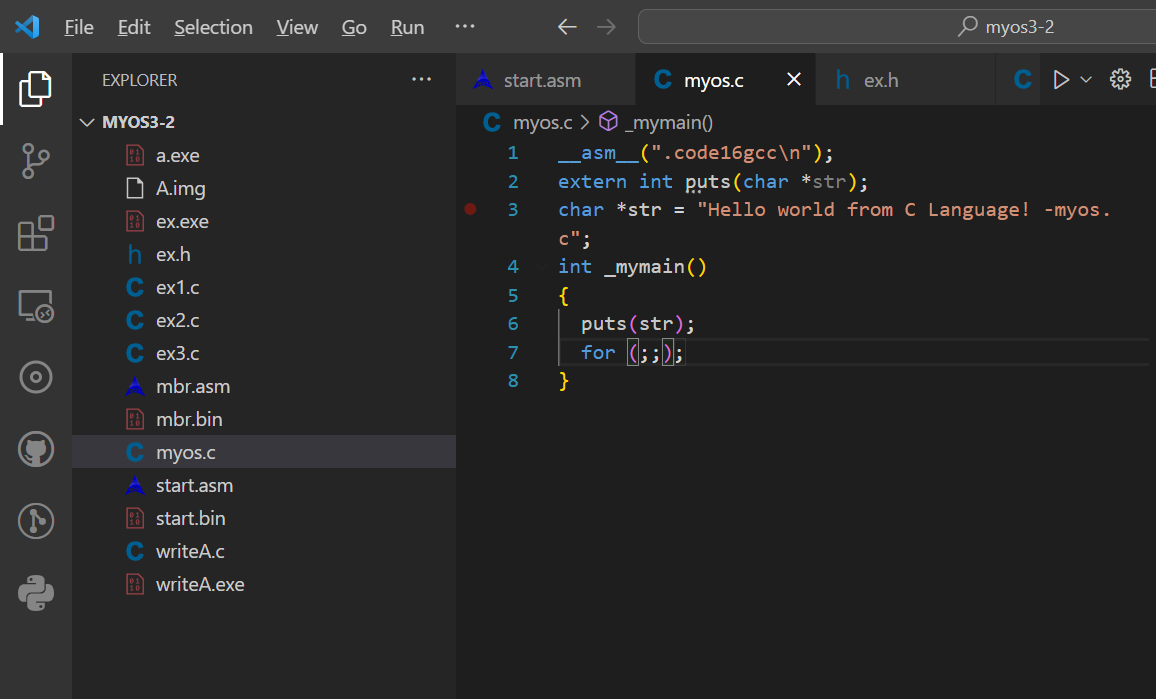 File Edit Selection View Go Run ··· myos3-2
EXPLORER ···
MYOS3-2
a.exe
A.img
ex.exe
ex.h
ex1.c
ex2.c
ex3.c
mbr.asm
mbr.bin
myos.c
start.asm
start.bin
writeA.c
writeA.exe
start.asm C myos.c h ex.h C
C myos.c > _mymain()
1 __asm__(".code16gcc\n");
2 extern int puts(char *str);
3 char *str = "Hello world from C Language! -myos.
c";
4 int _mymain()
5 {
6 puts(str);
7 for (;;);
8 }